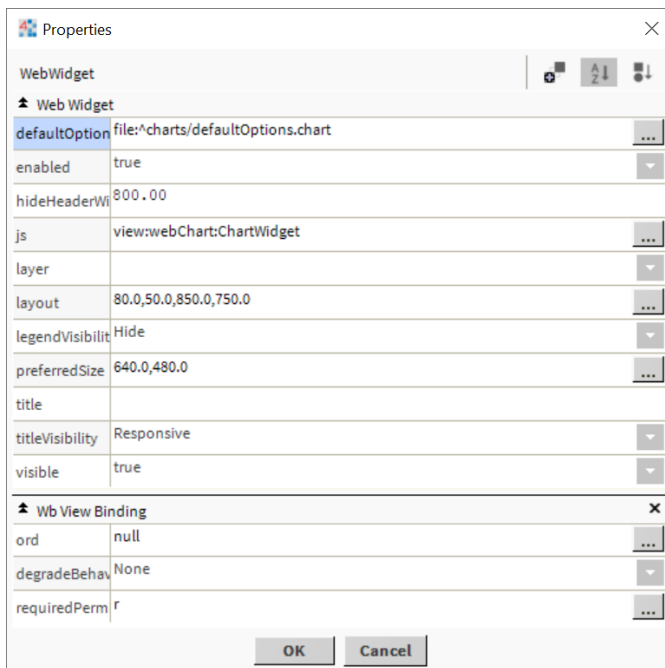 Properties
WebWidget
Web Widget
defaultOption file:^charts/defaultOptions.chart ...
enabled true
hideHeaderWi 800.00
js view:webChart:ChartWidget ...
layer
layout 80.0,50.0,850.0,750.0 ...
legendVisibilit Hide
preferredSize 640.0,480.0 ...
title
titleVisibility Responsive
visible true
Wb View Binding
ord null ...
degradeBehav None
requiredPerm r ...
OK Cancel